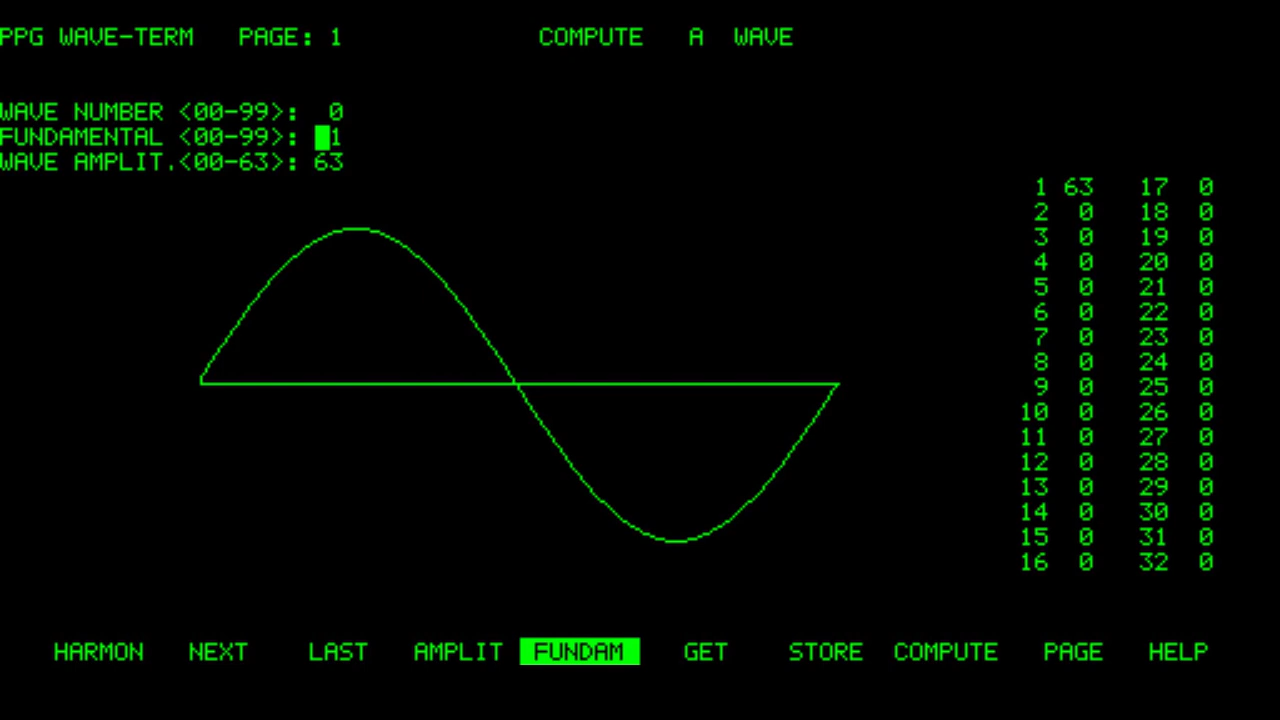 PPG WAVE-TERM PAGE: 1 COMPUTE A WAVE
WAVE NUMBER <00-99>: 0
FUNDAMENTAL <00-99>: 1
WAVE AMPLIT.<00-63>: 63
1 63 17 0
2 0 18 0
3 0 19 0
4 0 20 0
5 0 21 0
6 0 22 0
7 0 23 0
8 0 24 0
9 0 25 0
10 0 26 0
11 0 27 0
12 0 28 0
13 0 29 0
14 0 30 0
15 0 31 0
16 0 32 0
HARMON NEXT LAST AMPLIT FUNDAM GET STORE COMPUTE PAGE HELP